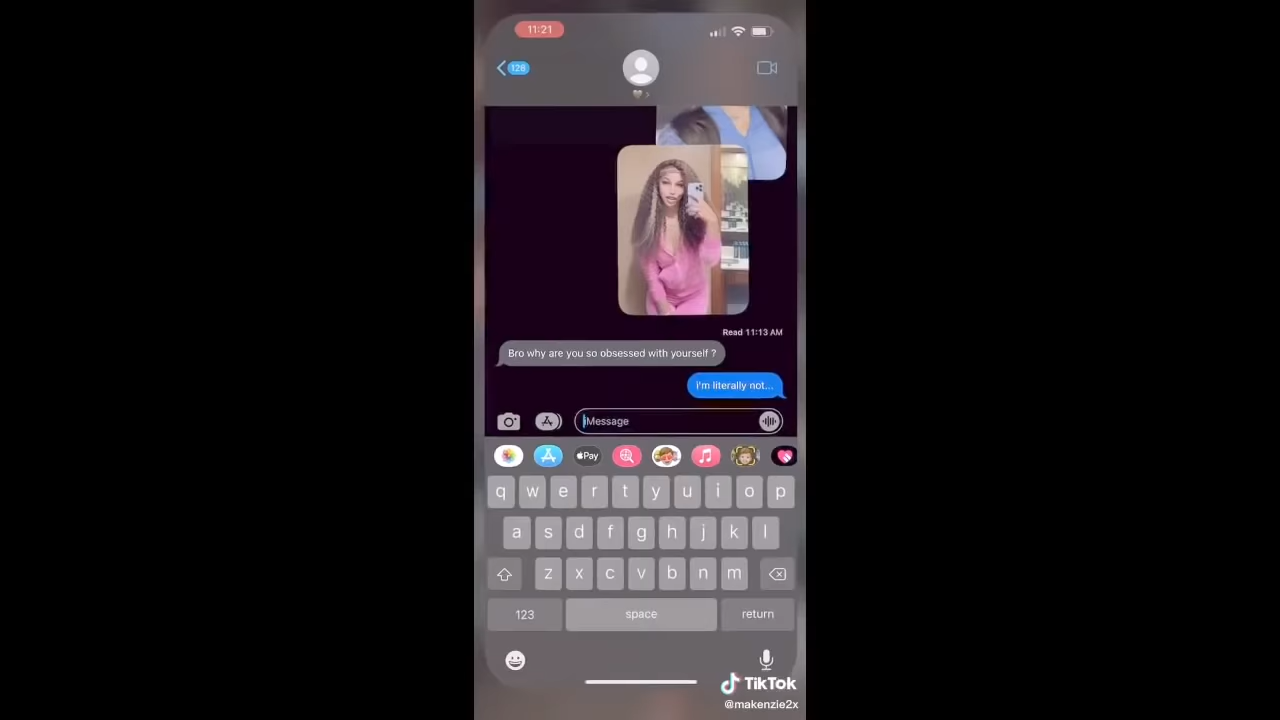 11:21
128
Read 11:13 AM
Bro why are you so obsessed with yourself ?
I'm literally not...
iMessage
Pay
q w e r t y u i o p
a s d f g h j k l
z x c v b n m
123 space return
TikTok
@makenzie2x